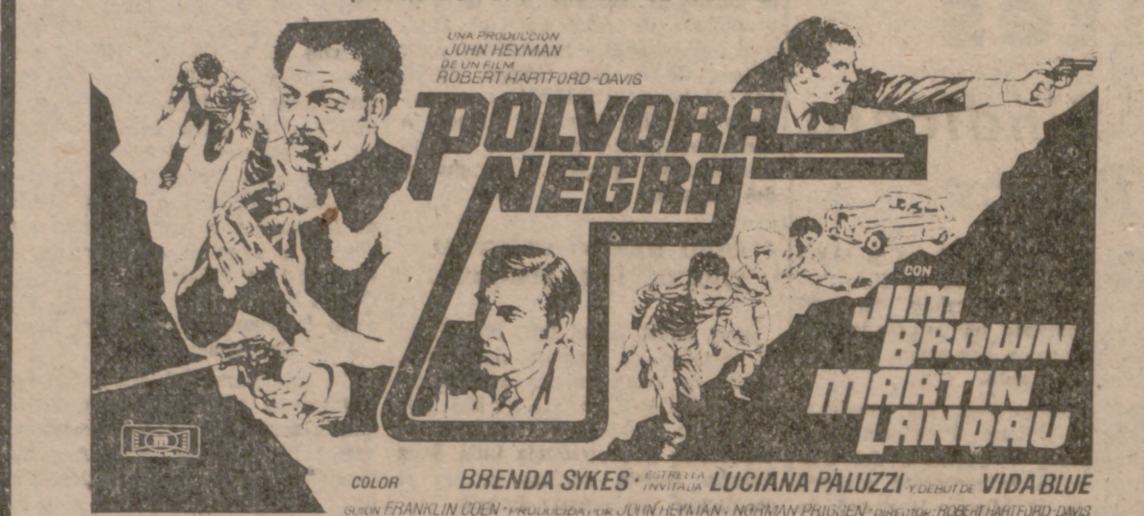 UNA PRODUCCION
JOHN HEYMAN
DE UN FILM
ROBERT HARTFORD-DAVIS
POLVORA
NEGRA
CON
JIM
BROWN
MARTIN
LANDAU
COLOR BRENDA SYKES · ESTRELLA INVITADA LUCIANA PALUZZI Y DEBUT DE VIDA BLUE
GUION FRANKLIN COEN · PRODUCIDA POR JOHN HEYMAN Y NORMAN PRIGGEN · DIRECTOR: ROBERT HARTFORD-DAVIS